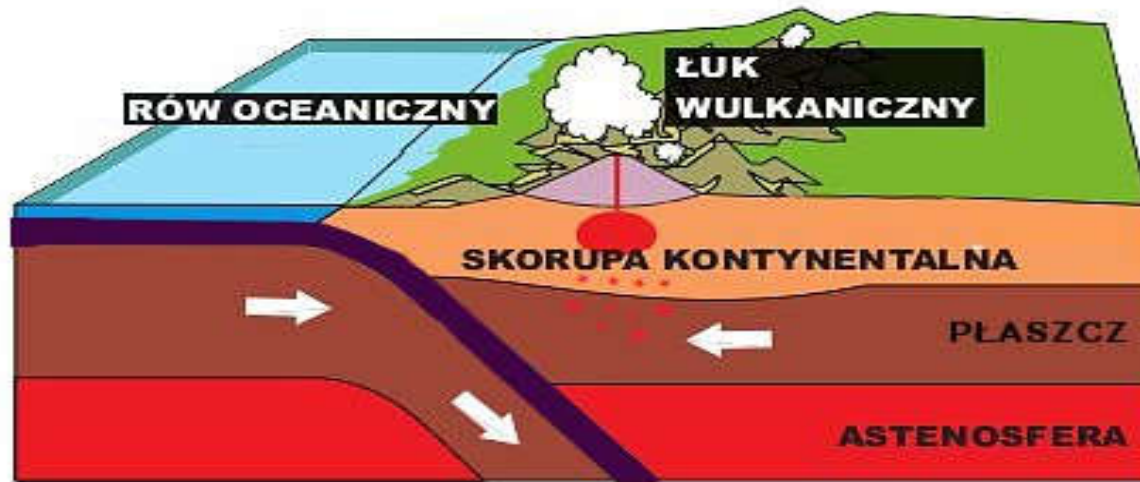 RÓW OCEANICZNY
ŁUK
WULKANICZNY
SKORUPA KONTYNENTALNA
PŁASZCZ
ASTENOSFERA